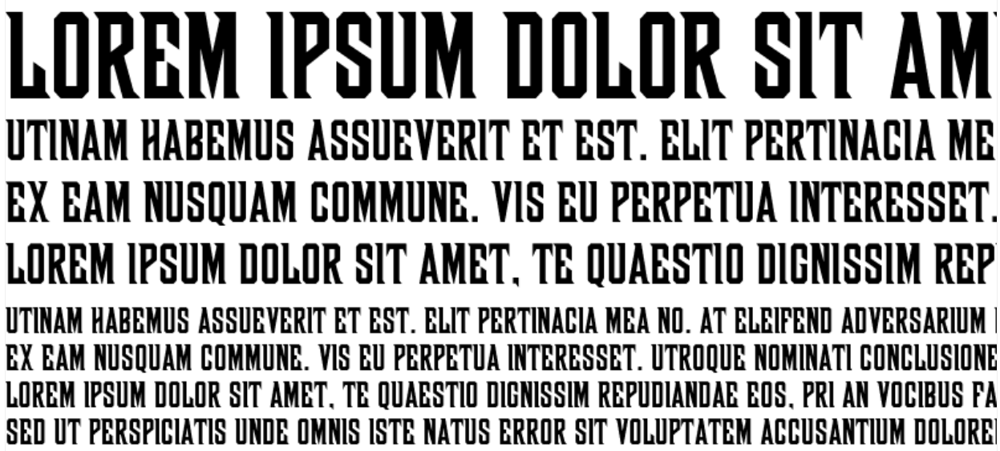 LOREM IPSUM DOLOR SIT AM
UTINAM HABEMUS ASSUEVERIT ET EST. ELIT PERTINACIA ME
EX EAM NUSQUAM COMMUNE. VIS EU PERPETUA INTERESSET.
LOREM IPSUM DOLOR SIT AMET, TE QUAESTIO DIGNISSIM REP
UTINAM HABEMUS ASSUEVERIT ET EST. ELIT PERTINACIA MEA NO. AT ELEIFEND ADVERSARIUM
EX EAM NUSQUAM COMMUNE. VIS EU PERPETUA INTERESSET. UTROQUE NOMINATI CONCLUSIONE
LOREM IPSUM DOLOR SIT AMET, TE QUAESTIO DIGNISSIM REPUDIANDAE EOS, PRI AN VOCIBUS FA
SED UT PERSPICIATIS UNDE OMNIS ISTE NATUS ERROR SIT VOLUPTATEM ACCUSANTIUM DOLORE